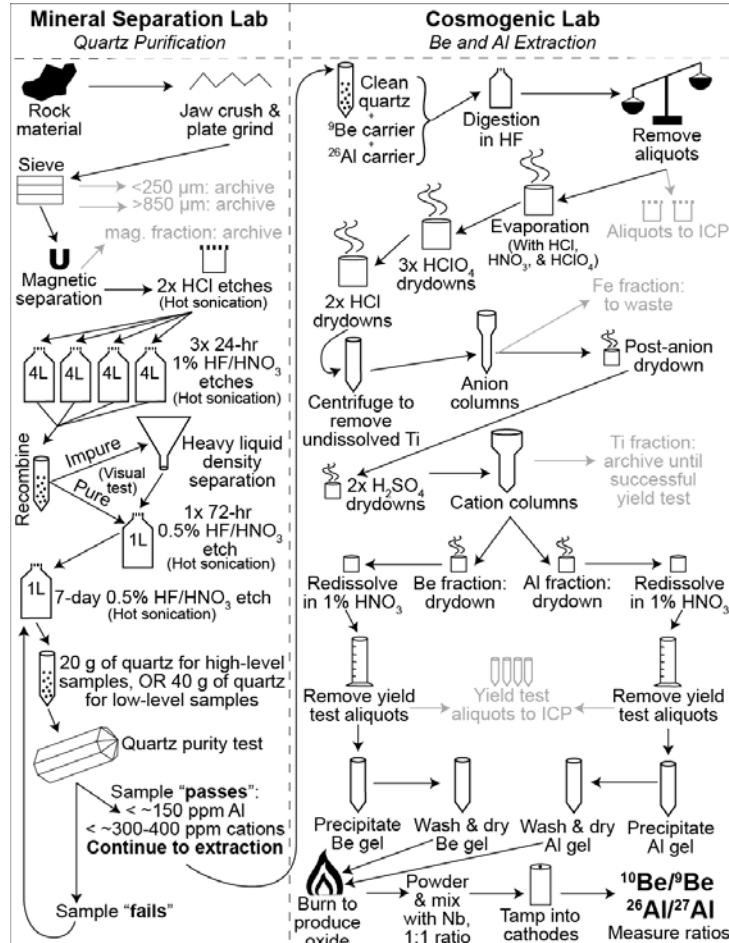 Mineral Separation Lab
Quartz Purification
Rock
material
Jaw crush &
plate grind
Sieve
<250 µm: archive
>850 µm: archive
mag. fraction: archive
Magnetic
separation
2x HCl etches
(Hot sonication)
4L
4L
4L
4L
3x 24-hr
1% HF/HNO₃
etches
(Hot sonication)
Recombine
Impure
(Visual
test)
Pure
Heavy liquid
density
separation
1L
1x 72-hr
0.5% HF/HNO₃
etch
(Hot sonication)
1L
7-day 0.5% HF/HNO₃ etch
(Hot sonication)
20 g of quartz for high-level
samples, OR 40 g of quartz
for low-level samples
Quartz purity test
Sample "passes":
< ~150 ppm Al
< ~300-400 ppm cations
Continue to extraction
Sample "fails"
Cosmogenic Lab
Be and Al Extraction
Clean
quartz
+
⁹Be carrier
+
²⁶Al carrier
Digestion
in HF
Remove
aliquots
Aliquots to ICP
Evaporation
(With HCl,
HNO₃, & HClO₄)
3x HClO₄
drydowns
2x HCl
drydowns
Centrifuge to
remove
undissolved Ti
Anion
columns
Fe fraction:
to waste
Post-anion
drydown
2x H₂SO₄
drydowns
Cation columns
Ti fraction:
archive until
successful
yield test
Redissolve
in 1% HNO₃
Be fraction:
drydown
Al fraction:
drydown
Redissolve
in 1% HNO₃
Remove yield
test aliquots
Yield test
aliquots to ICP
Remove yield
test aliquots
Precipitate
Be gel
Wash & dry
Be gel
Wash & dry
Al gel
Precipitate
Al gel
Burn to
produce
oxide
Powder
& mix
with Nb,
1:1 ratio
Tamp into
cathodes
¹⁰Be/⁹Be
²⁶Al/²⁷Al
Measure ratios